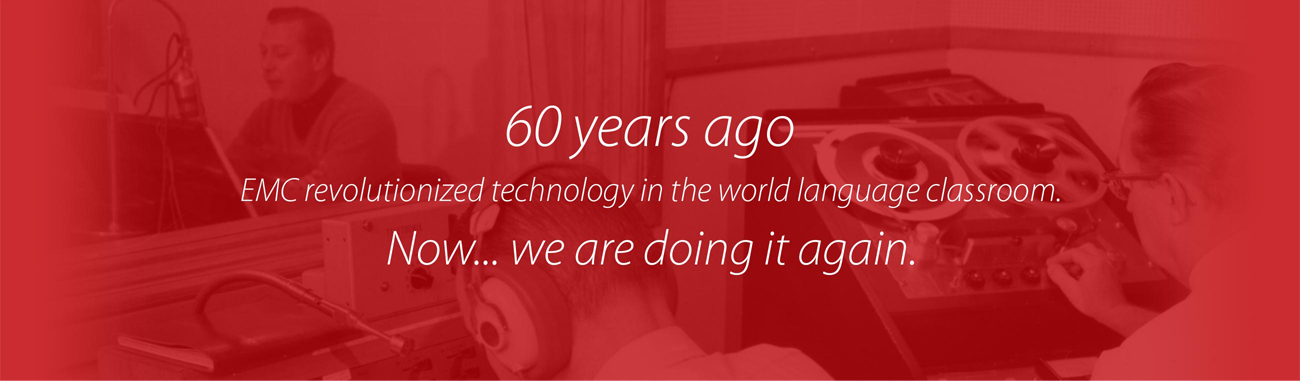 60 years ago
EMC revolutionized technology in the world language classroom.
Now... we are doing it again.